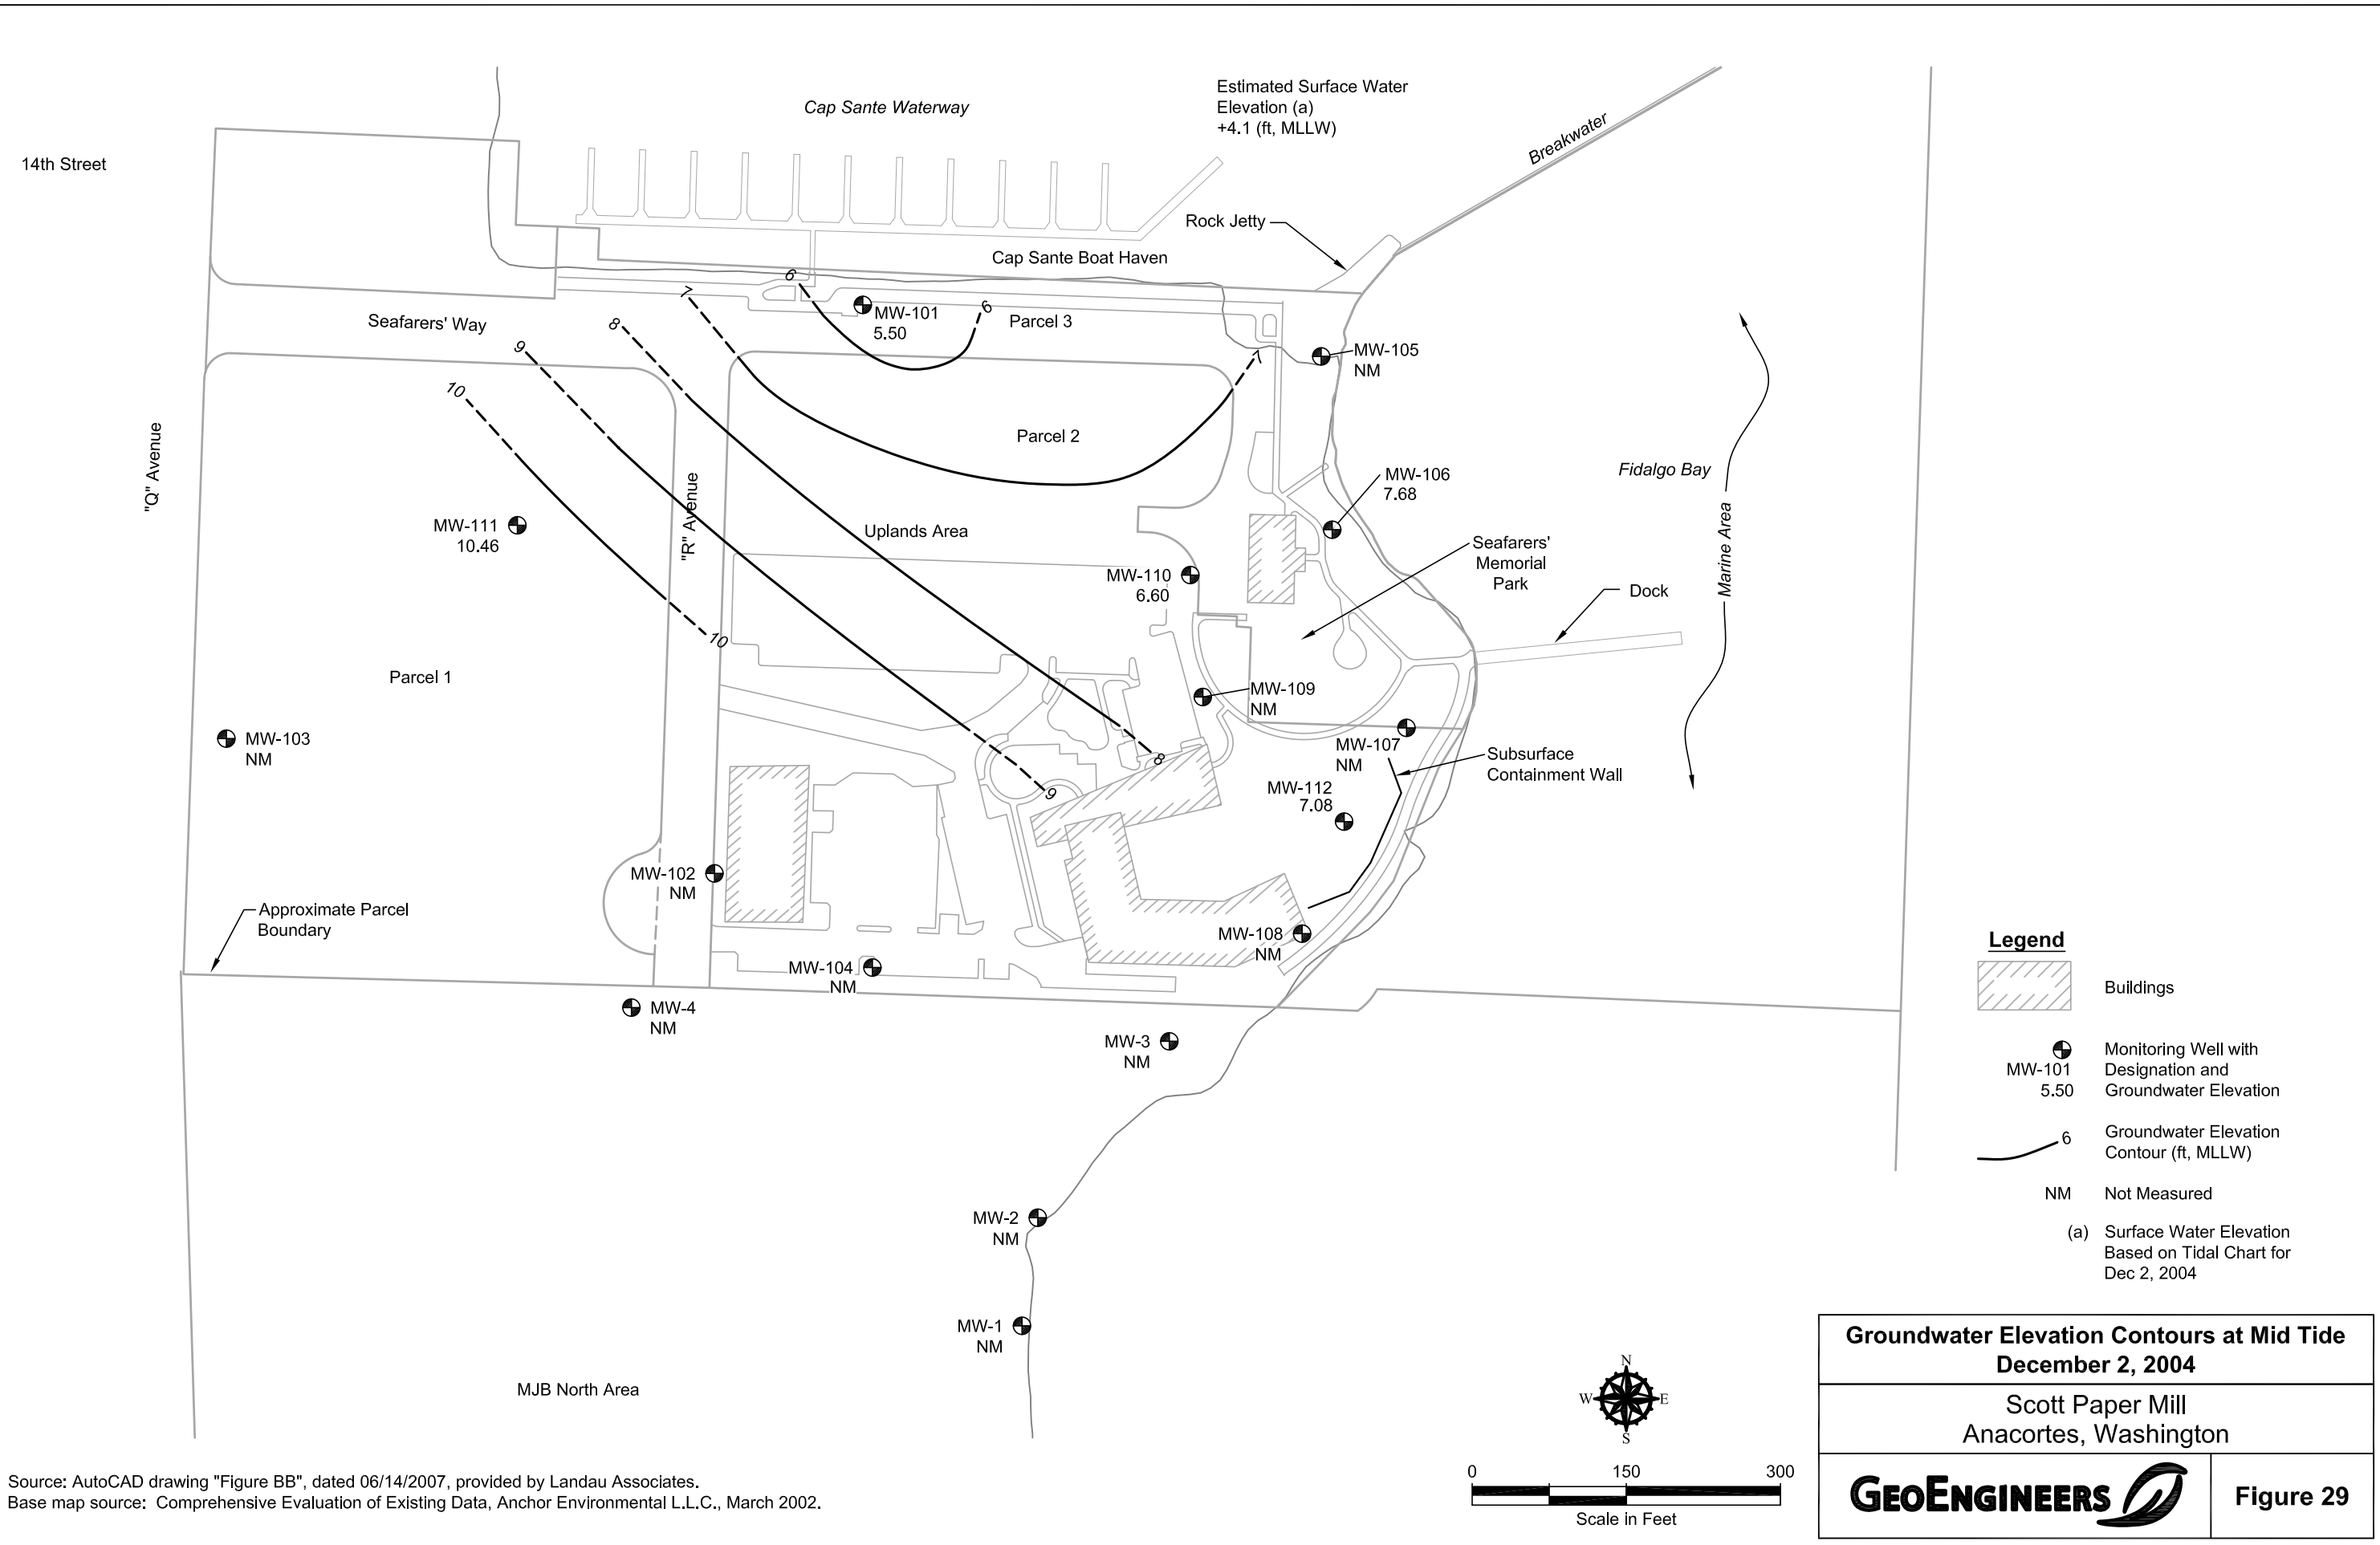 14th Street
Cap Sante Waterway
Estimated Surface Water
Elevation (a)
+4.1 (ft, MLLW)
Breakwater
Rock Jetty
Cap Sante Boat Haven
6
7
8
9
10
6
7
MW-101
5.50
Parcel 3
Seafarers' Way
MW-105
NM
"Q" Avenue
"R" Avenue
Parcel 2
Fidalgo Bay
Marine Area
MW-106
7.68
MW-111
10.46
Uplands Area
Seafarers'
Memorial
Park
MW-110
6.60
Dock
10
Parcel 1
MW-109
NM
MW-103
NM
MW-107
NM
8
9
Subsurface
Containment Wall
MW-112
7.08
MW-102
NM
Approximate Parcel
Boundary
MW-108
NM
MW-104
NM
MW-4
NM
MW-3
NM
MW-2
NM
MW-1
NM
MJB North Area
Legend
Buildings
MW-101
5.50
Monitoring Well with
Designation and
Groundwater Elevation
6
Groundwater Elevation
Contour (ft, MLLW)
NM
Not Measured
(a)
Surface Water Elevation
Based on Tidal Chart for
Dec 2, 2004
N
W
E
S
0 150 300
Scale in Feet
Groundwater Elevation Contours at Mid Tide
December 2, 2004
Scott Paper Mill
Anacortes, Washington
GEOENGINEERS
Figure 29
Source: AutoCAD drawing "Figure BB", dated 06/14/2007, provided by Landau Associates.
Base map source: Comprehensive Evaluation of Existing Data, Anchor Environmental L.L.C., March 2002.